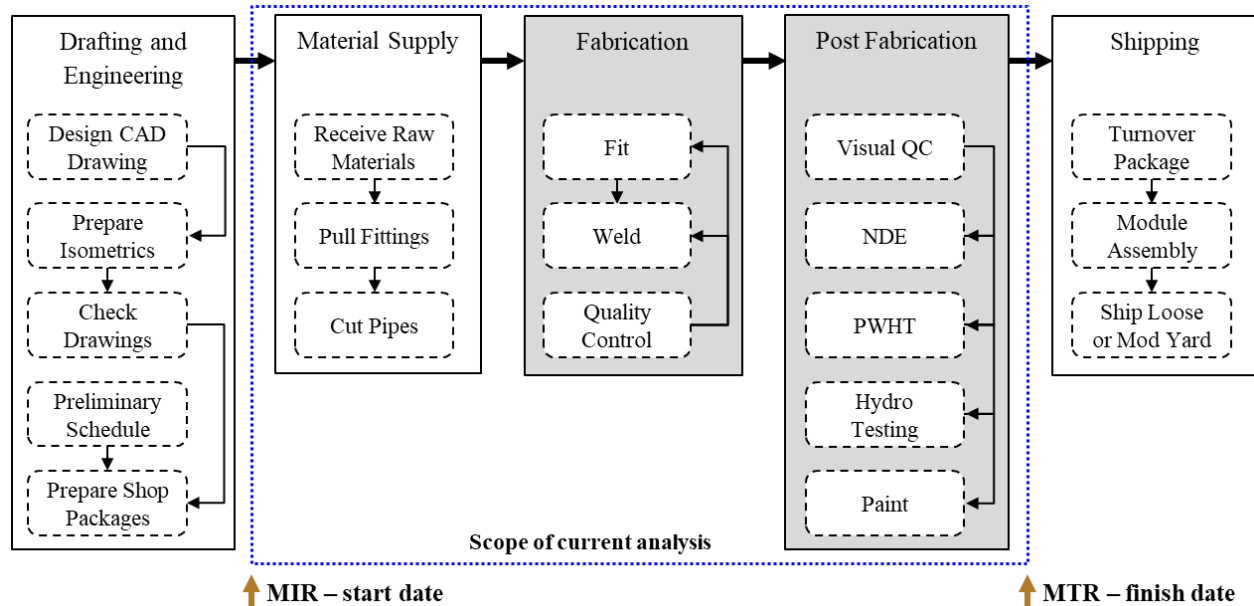 Drafting and
Engineering
Design CAD
Drawing
Prepare
Isometrics
Check
Drawings
Preliminary
Schedule
Prepare Shop
Packages
Material Supply
Receive Raw
Materials
Pull Fittings
Cut Pipes
Fabrication
Fit
Weld
Quality
Control
Post Fabrication
Visual QC
NDE
PWHT
Hydro
Testing
Paint
Shipping
Turnover
Package
Module
Assembly
Ship Loose
or Mod Yard
Scope of current analysis
MIR – start date
MTR – finish date